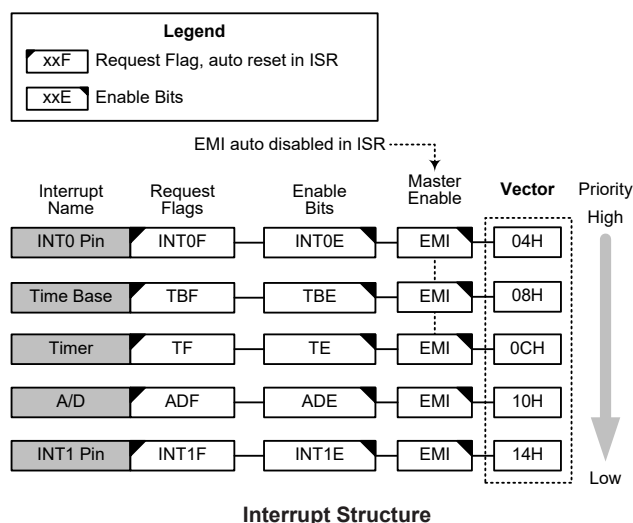 Legend
xxF Request Flag, auto reset in ISR
xxE Enable Bits
EMI auto disabled in ISR
Interrupt Name
Request Flags
Enable Bits
Master Enable
Vector
Priority
High
INT0 Pin INT0F INT0E EMI 04H
Time Base TBF TBE EMI 08H
Timer TF TE EMI 0CH
A/D ADF ADE EMI 10H
INT1 Pin INT1F INT1E EMI 14H
Low
Interrupt Structure